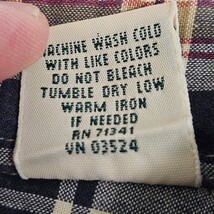 MACHINE WASH COLD
WITH LIKE COLORS
DO NOT BLEACH
TUMBLE DRY LOW
WARM IRON
IF NEEDED
RN 71341
VN 03524